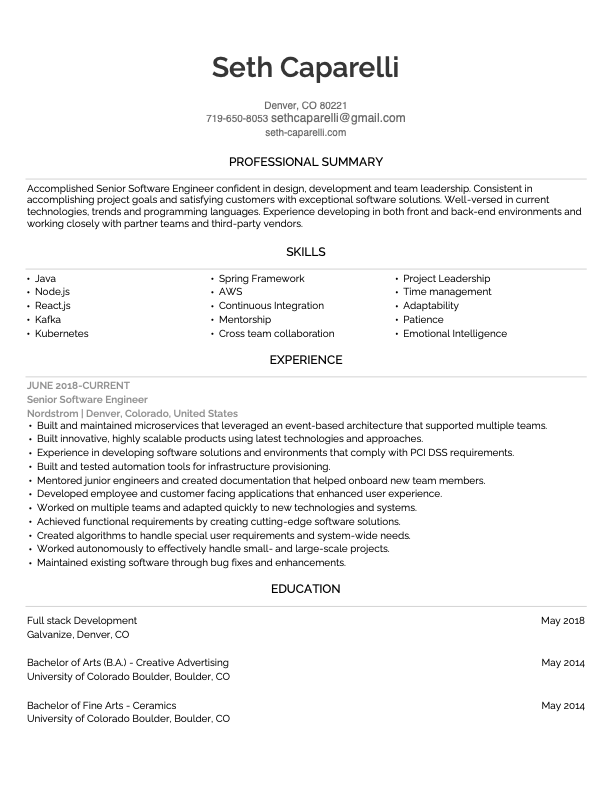 Seth Caparelli
Denver, CO 80221
719-650-8053 sethcaparelli@gmail.com
seth-caparelli.com
PROFESSIONAL SUMMARY
Accomplished Senior Software Engineer confident in design, development and team leadership. Consistent in
accomplishing project goals and satisfying customers with exceptional software solutions. Well-versed in current
technologies, trends and programming languages. Experience developing in both front and back-end environments and
working closely with partner teams and third-party vendors.
SKILLS
• Java
• Node.js
• React.js
• Kafka
• Kubernetes
• Spring Framework
• AWS
• Continuous Integration
• Mentorship
• Cross team collaboration
• Project Leadership
• Time management
• Adaptability
• Patience
• Emotional Intelligence
EXPERIENCE
JUNE 2018-CURRENT
Senior Software Engineer
Nordstrom | Denver, Colorado, United States
• Built and maintained microservices that leveraged an event-based architecture that supported multiple teams.
• Built innovative, highly scalable products using latest technologies and approaches.
• Experience in developing software solutions and environments that comply with PCI DSS requirements.
• Built and tested automation tools for infrastructure provisioning.
• Mentored junior engineers and created documentation that helped onboard new team members.
• Developed employee and customer facing applications that enhanced user experience.
• Worked on multiple teams and adapted quickly to new technologies and systems.
• Achieved functional requirements by creating cutting-edge software solutions.
• Created algorithms to handle special user requirements and system-wide needs.
• Worked autonomously to effectively handle small- and large-scale projects.
• Maintained existing software through bug fixes and enhancements.
EDUCATION
Full stack Development May 2018
Galvanize, Denver, CO
Bachelor of Arts (B.A.) - Creative Advertising May 2014
University of Colorado Boulder, Boulder, CO
Bachelor of Fine Arts - Ceramics May 2014
University of Colorado Boulder, Boulder, CO